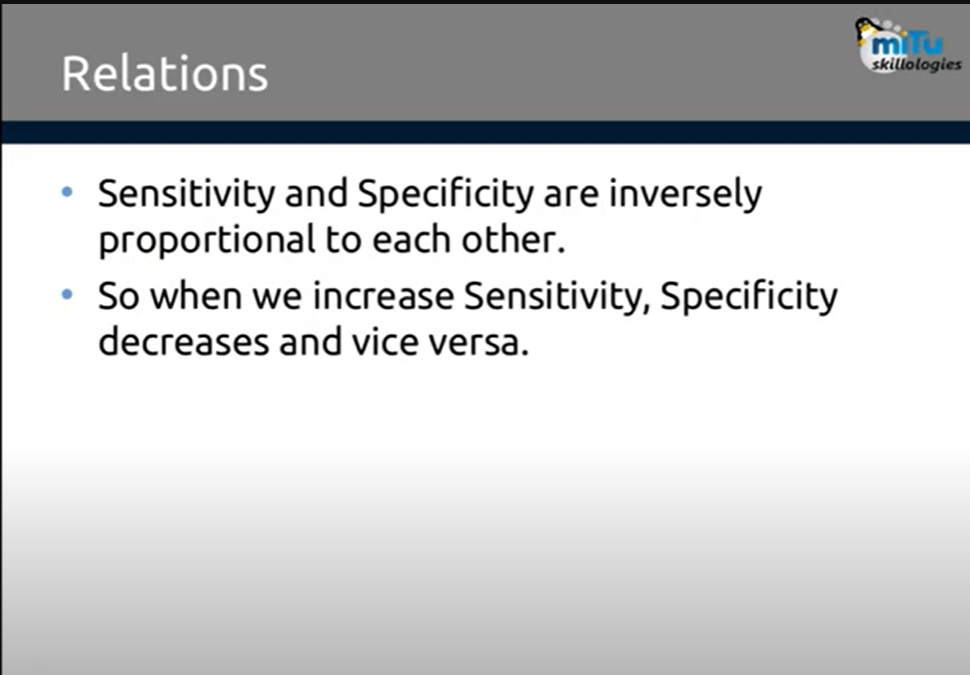 Relations
miTu
skillologies
• Sensitivity and Specificity are inversely
proportional to each other.
• So when we increase Sensitivity, Specificity
decreases and vice versa.